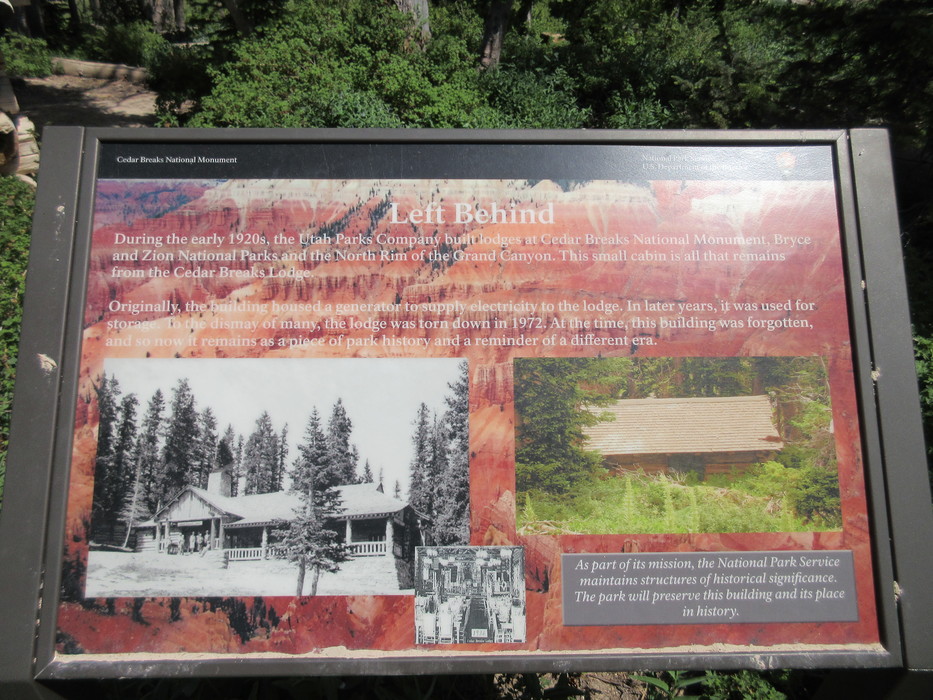 Cedar Breaks National Monument
National Park Service
U.S. Department of the
Left Behind
During the early 1920s, the Utah Parks Company built lodges at Cedar Breaks National Monument, Bryce
and Zion National Parks and the North Rim of the Grand Canyon. This small cabin is all that remains
from the Cedar Breaks Lodge.
Originally, the building housed a generator to supply electricity to the lodge. In later years, it was used for
storage. To the dismay of many, the lodge was torn down in 1972. At the time, this building was forgotten,
and so now it remains as a piece of park history and a reminder of a different era.
As part of its mission, the National Park Service
maintains structures of historical significance.
The park will preserve this building and its place
in history.